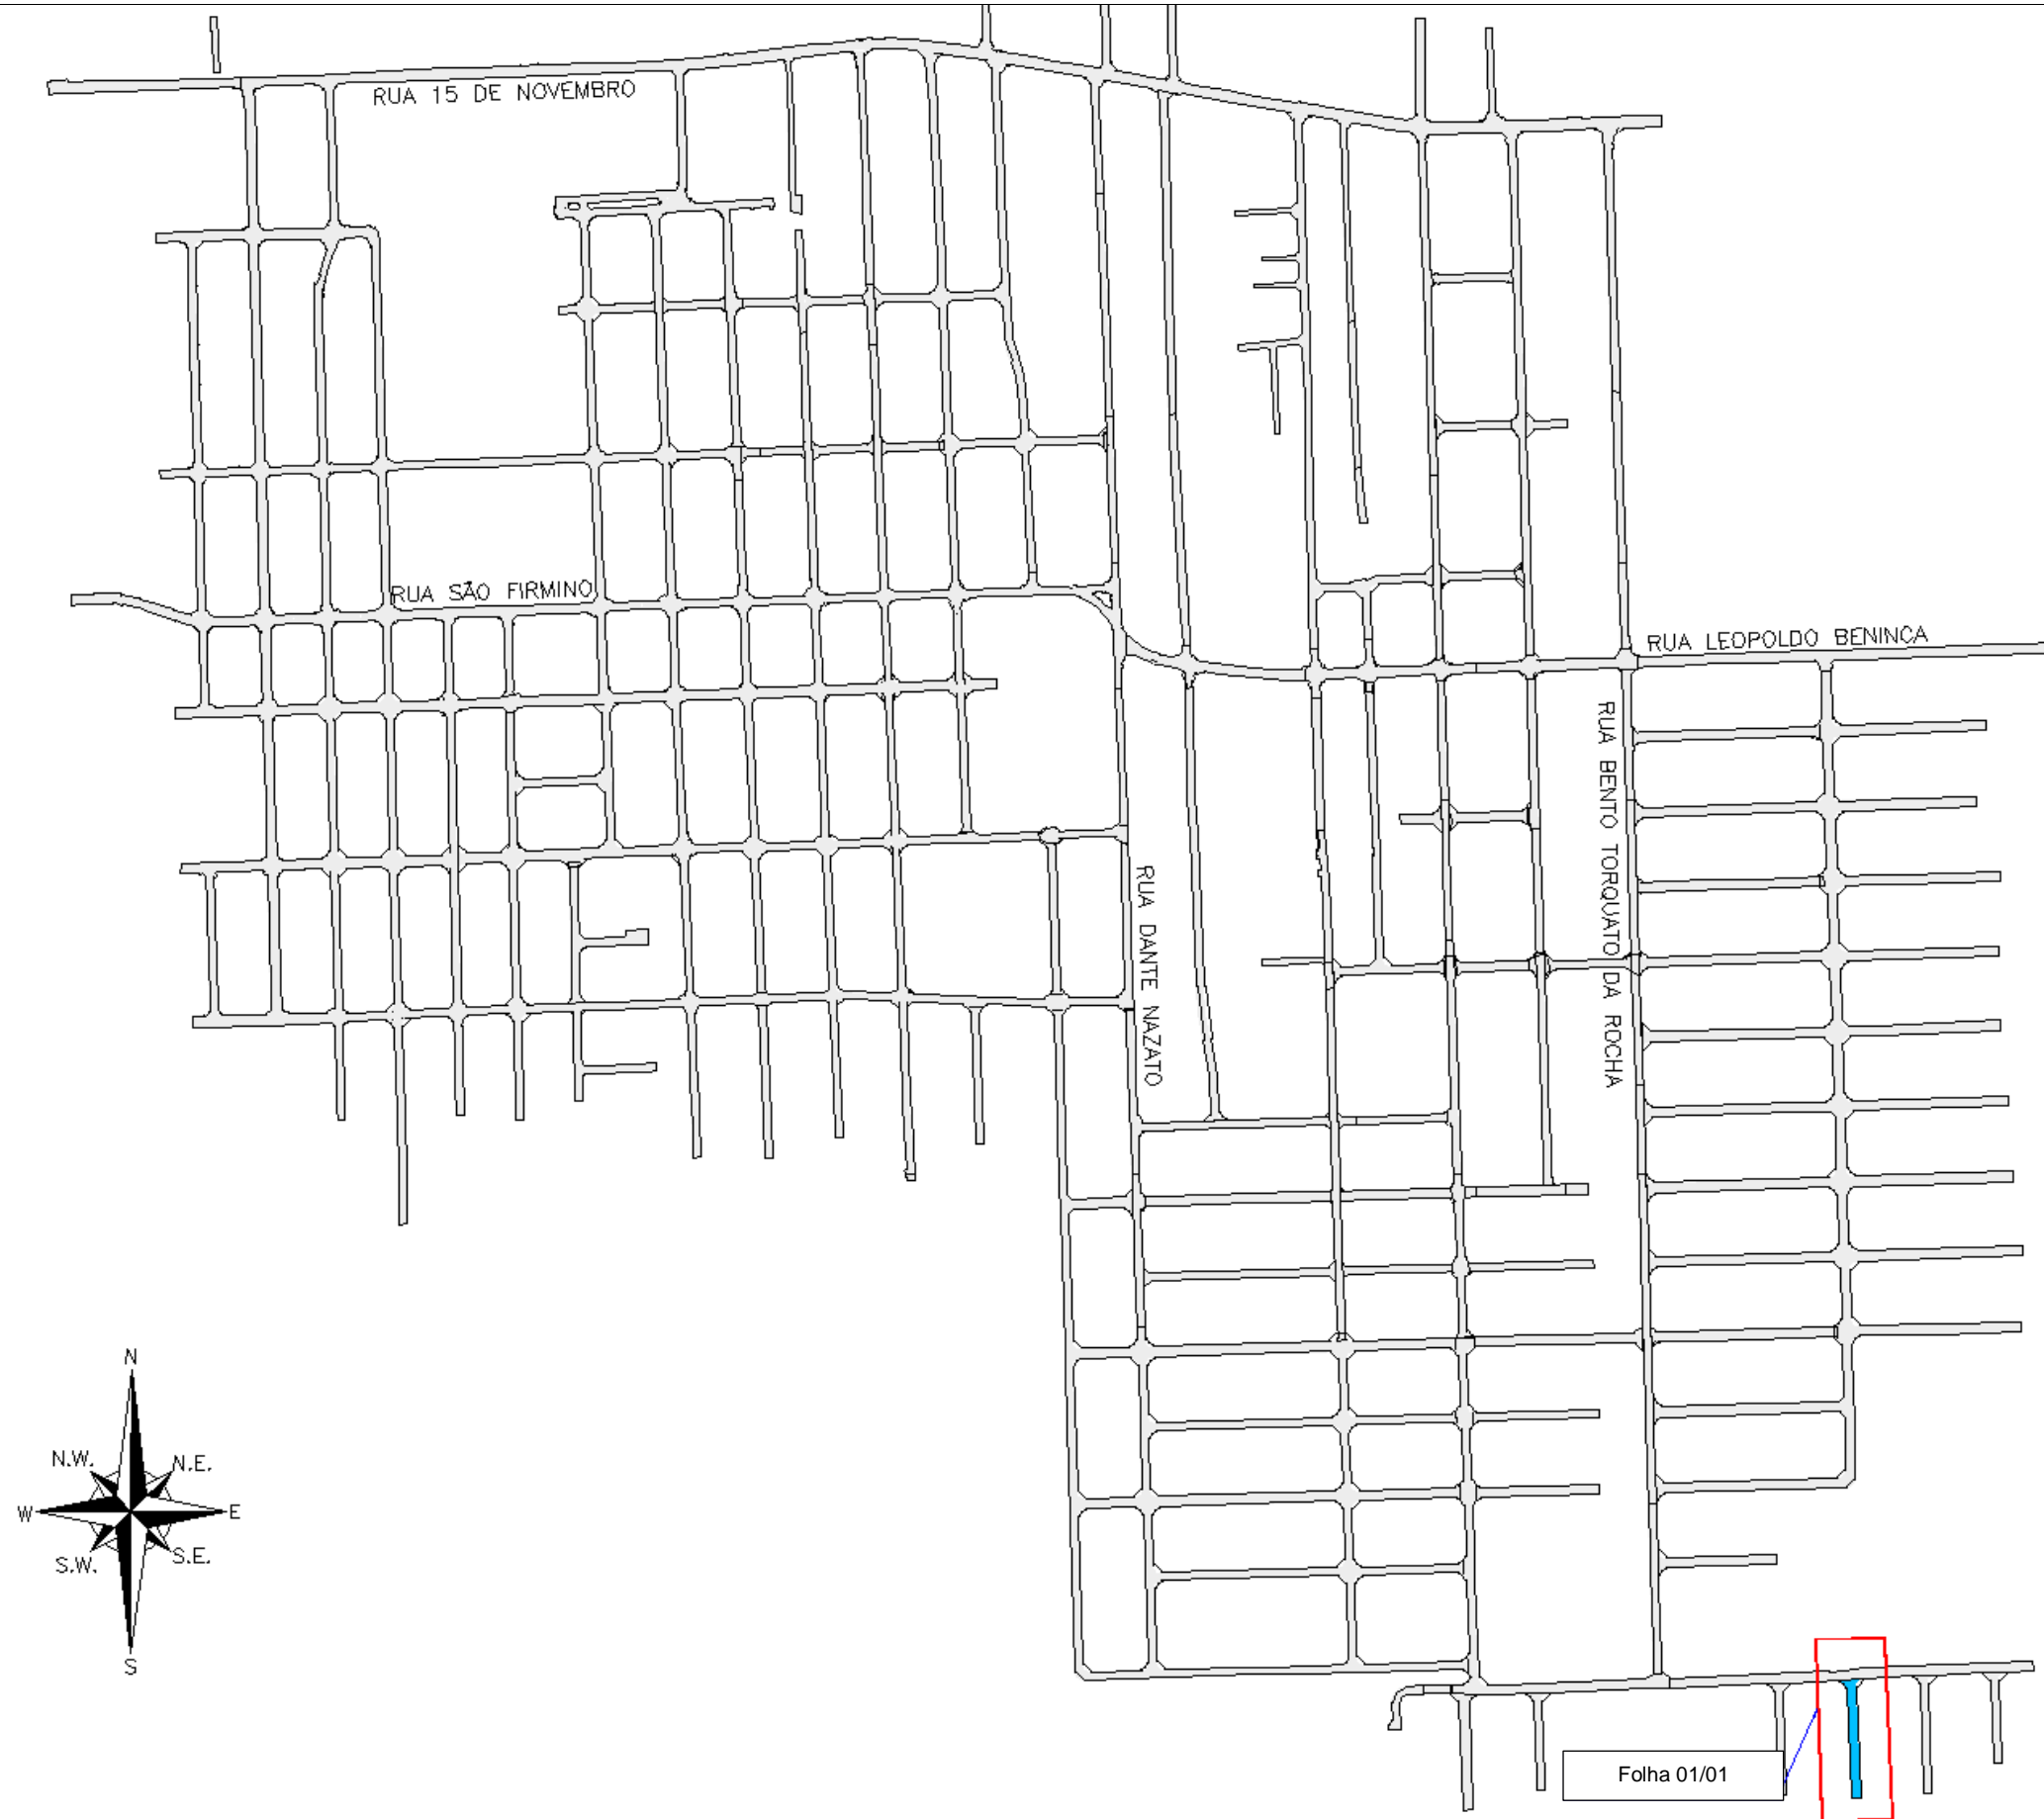 RUA 15 DE NOVEMBRO
RUA SÃO FIRMINO
RUA LEOPOLDO BENINCA
RUA BENTO TORQUATO DA ROCHA
RUA DANTE NAZATO
N
N.W.
N.E.
W
E
S.W.
S.E.
S
Folha 01/01